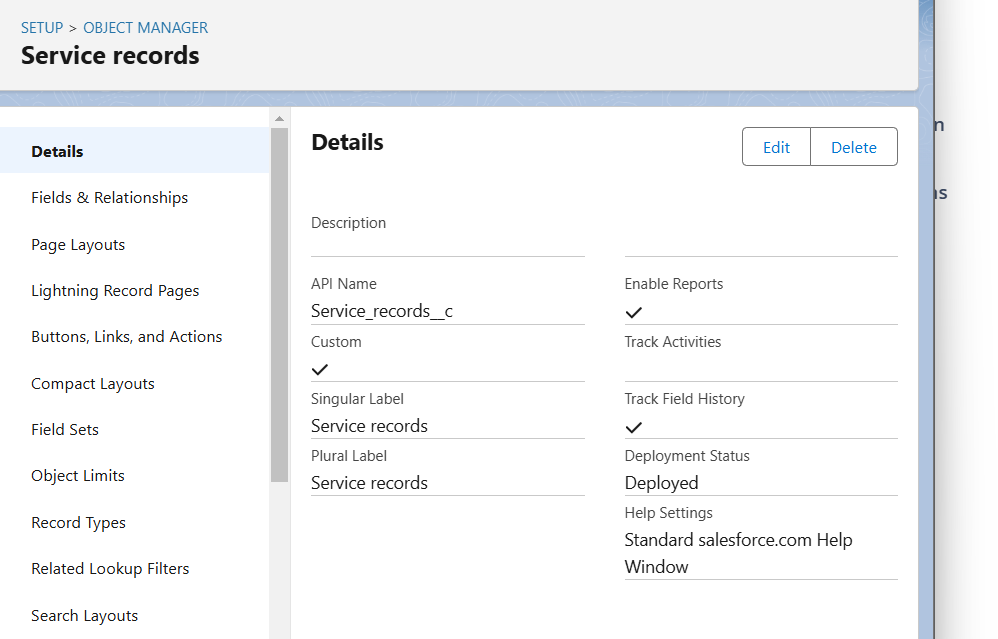 SETUP > OBJECT MANAGER
Service records
Details
Fields & Relationships
Page Layouts
Lightning Record Pages
Buttons, Links, and Actions
Compact Layouts
Field Sets
Object Limits
Record Types
Related Lookup Filters
Search Layouts
Details
Edit
Delete
Description
API Name
Service_records__c
Custom
Singular Label
Service records
Plural Label
Service records
Enable Reports
Track Activities
Track Field History
Deployment Status
Deployed
Help Settings
Standard salesforce.com Help
Window